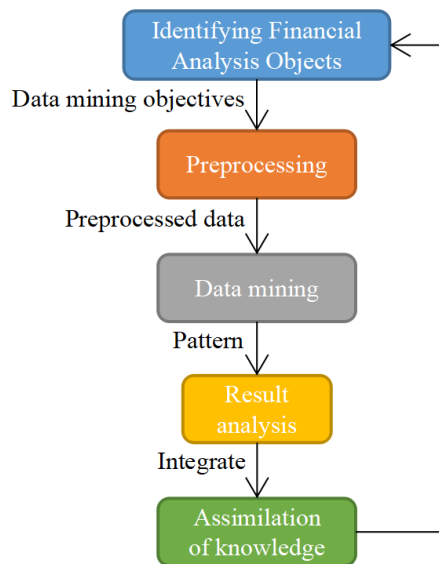 Identifying Financial
Analysis Objects
Data mining objectives
Preprocessing
Preprocessed data
Data mining
Pattern
Result
analysis
Integrate
Assimilation
of knowledge